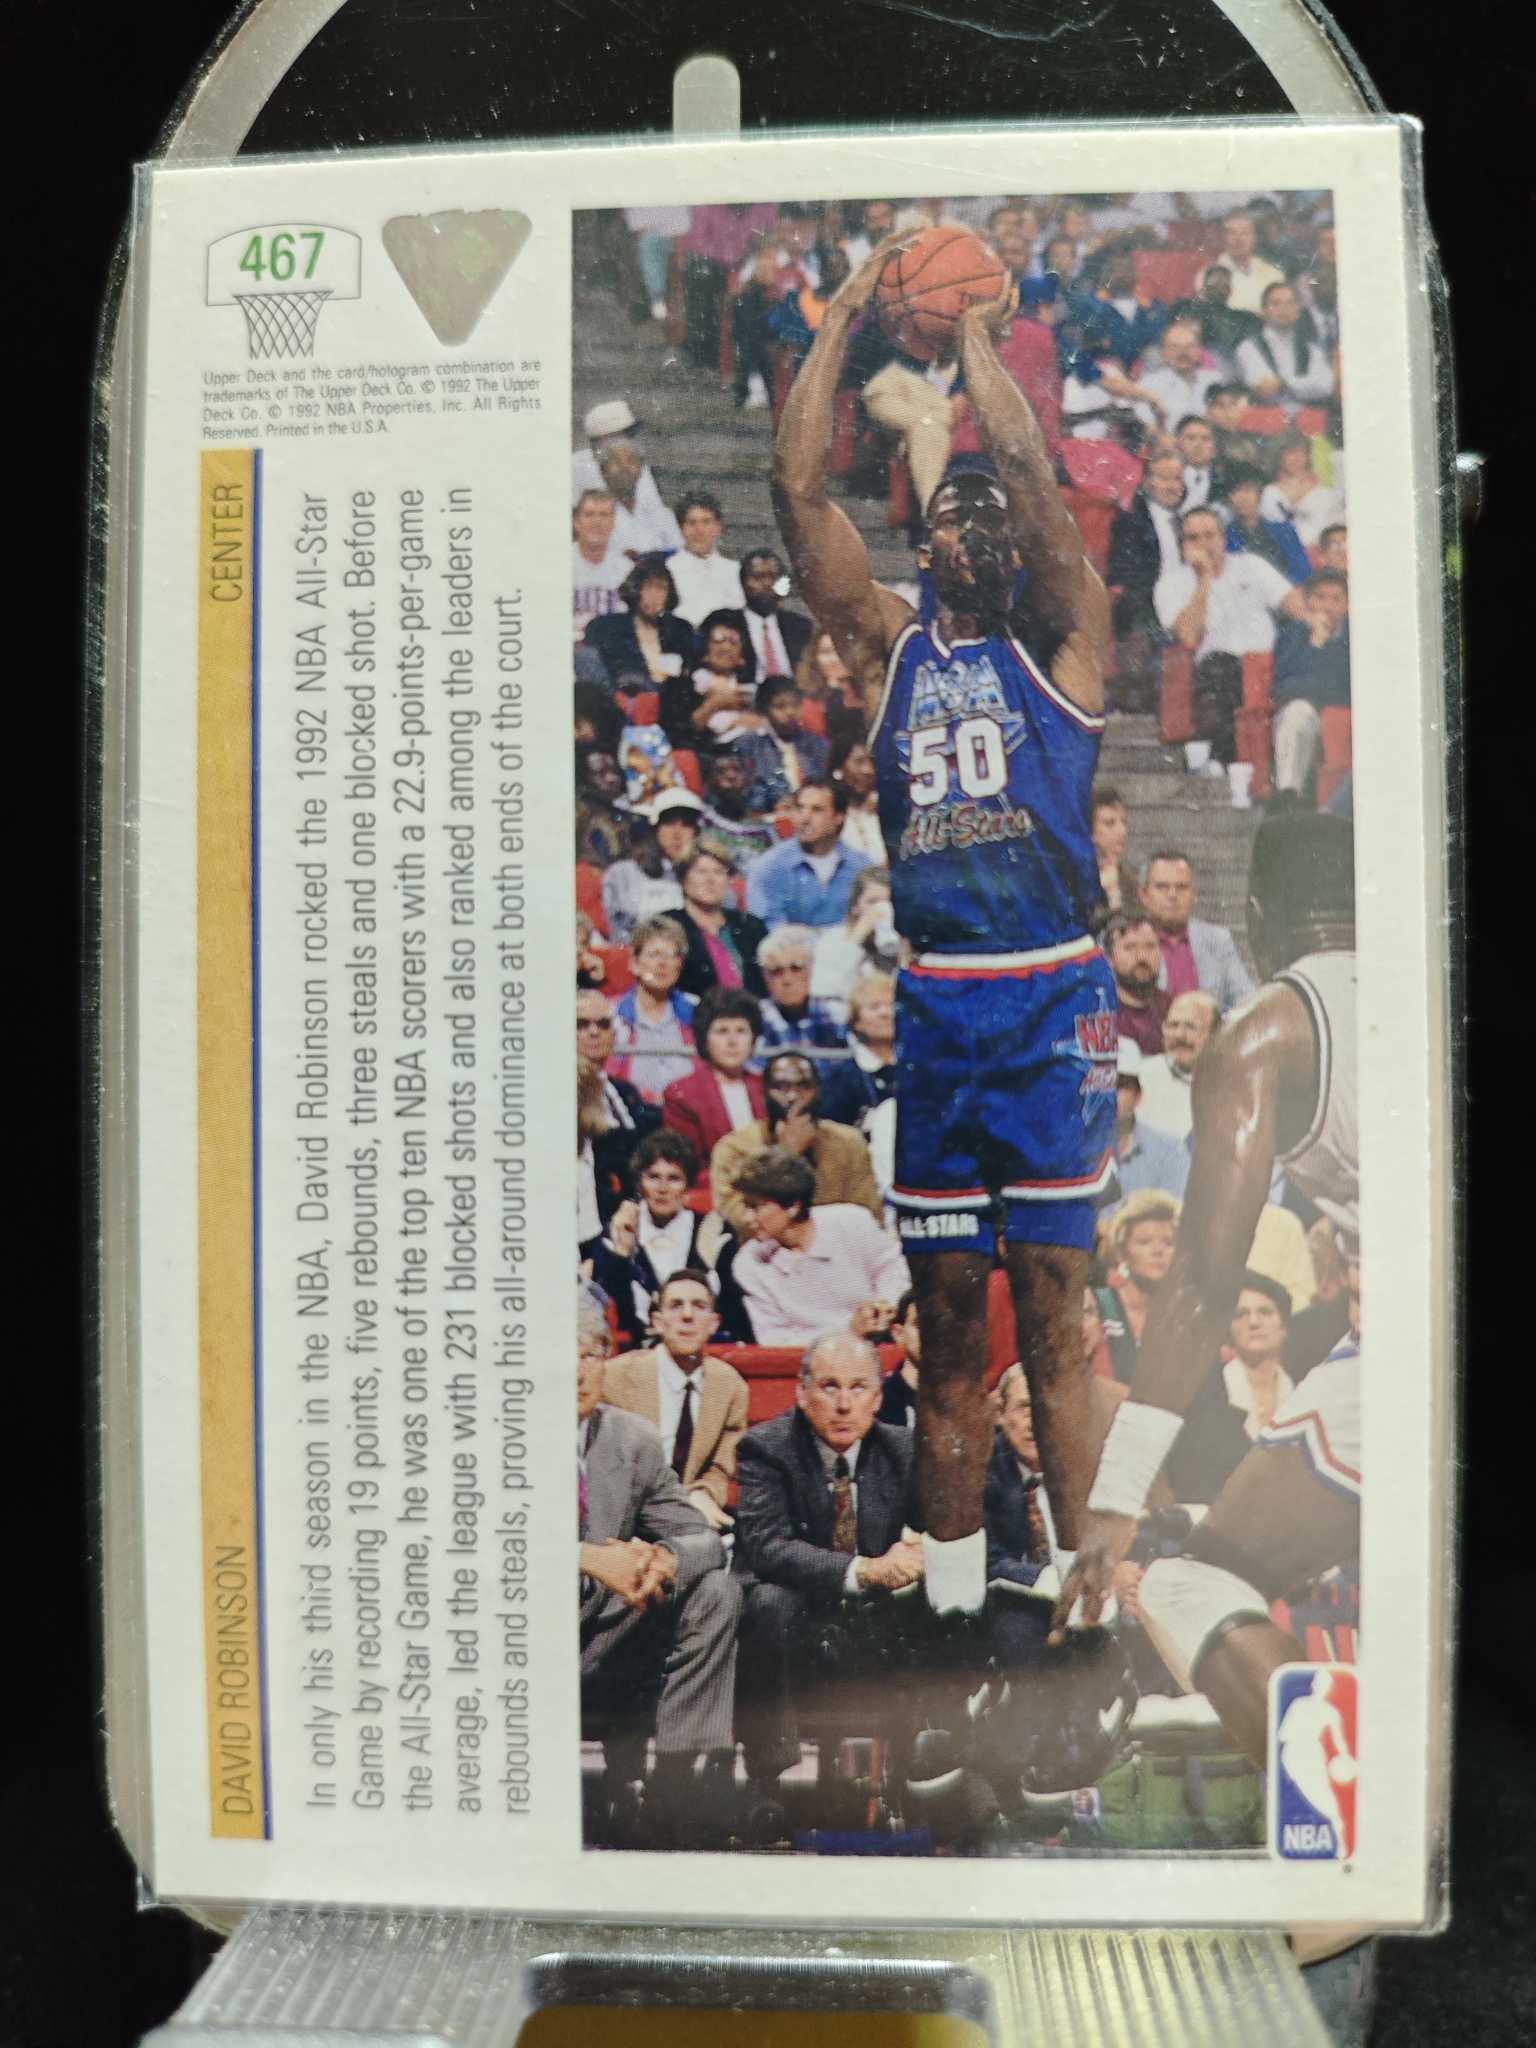 467
Upper Deck and the card/hologram combination are
trademarks of The Upper Deck Co. © 1992 The Upper
Deck Co. © 1992 NBA Properties, Inc. All Rights
Reserved. Printed in the U.S.A.
DAVID ROBINSON CENTER
In only his third season in the NBA, David Robinson rocked the 1992 NBA All-Star
Game by recording 19 points, five rebounds, three steals and one blocked shot. Before
the All-Star Game, he was one of the top ten NBA scorers with a 22.9-points-per-game
average, led the league with 231 blocked shots and also ranked among the leaders in
rebounds and steals, proving his all-around dominance at both ends of the court.
50
All-Stars
NBA
ALL-STARS
NBA